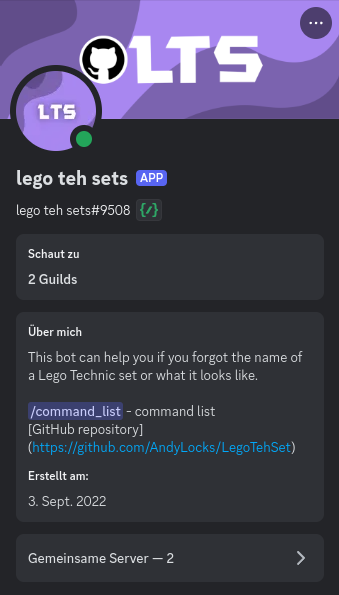 LTS
LTS
lego teh sets APP
lego teh sets#9508 {/}
Schaut zu
2 Guilds
Über mich
This bot can help you if you forgot the name of
a Lego Technic set or what it looks like.
/command_list - command list
[GitHub repository]
(https://github.com/AndyLocks/LegoTehSet)
Erstellt am:
3. Sept. 2022
Gemeinsame Server — 2